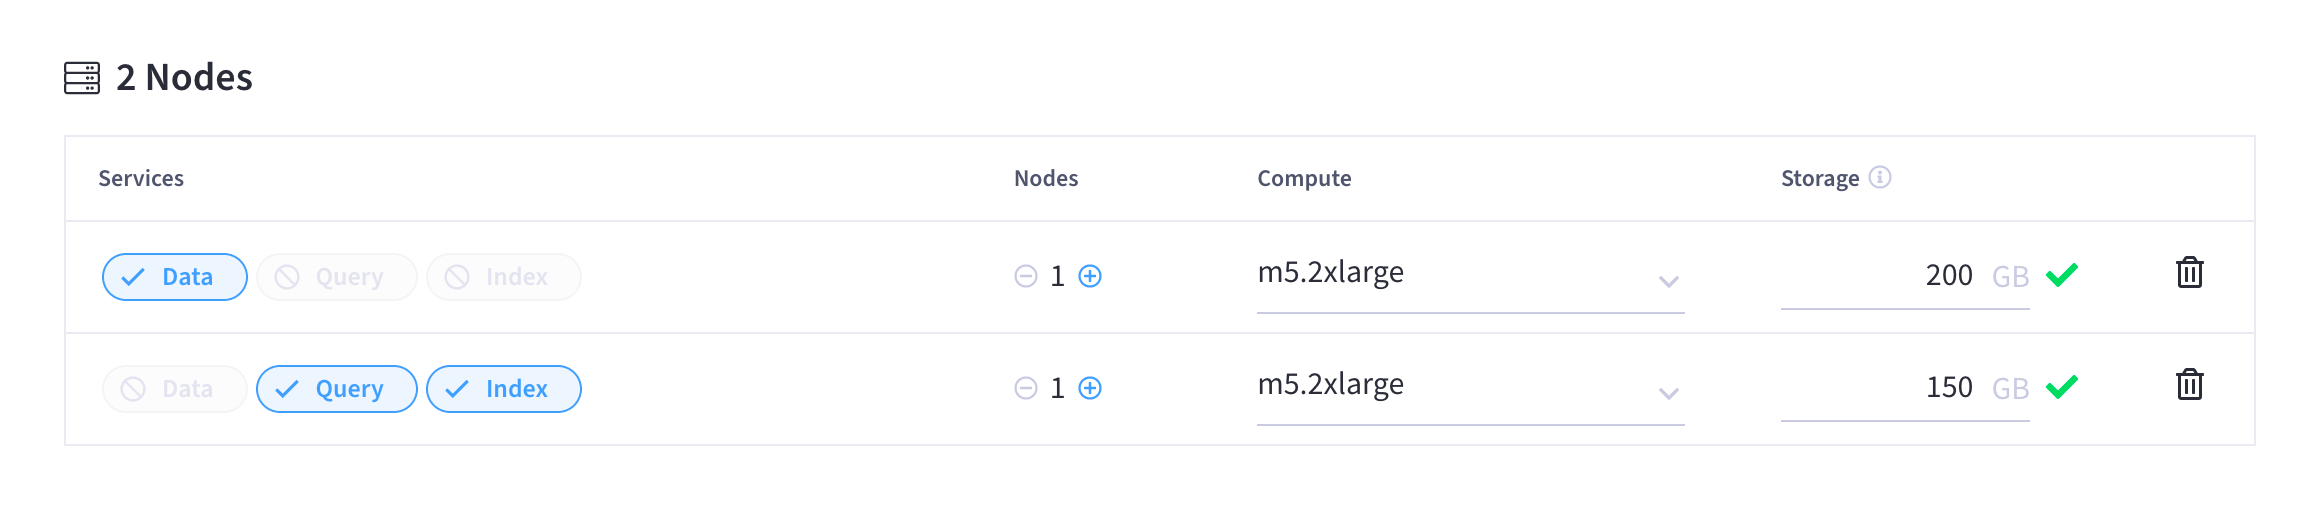 2 Nodes
Services Nodes Compute Storage
Data Query Index 1 m5.2xlarge 200 GB
Data Query Index 1 m5.2xlarge 150 GB